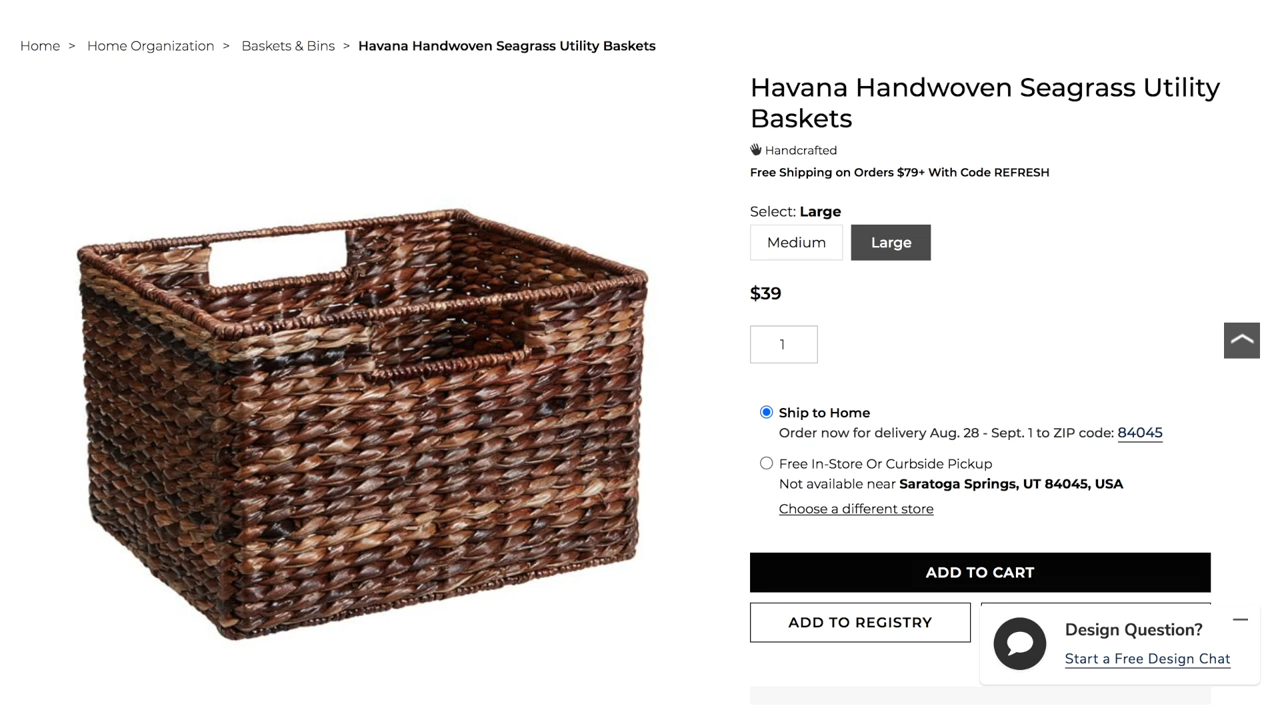 Home > Home Organization > Baskets & Bins > Havana Handwoven Seagrass Utility Baskets
Havana Handwoven Seagrass Utility
Baskets
Handcrafted
Free Shipping on Orders $79+ With Code REFRESH
Select: Large
Medium Large
$39
1
Ship to Home
Order now for delivery Aug. 28 - Sept. 1 to ZIP code: 84045
Free In-Store Or Curbside Pickup
Not available near Saratoga Springs, UT 84045, USA
Choose a different store
ADD TO CART
ADD TO REGISTRY
Design Question?
Start a Free Design Chat